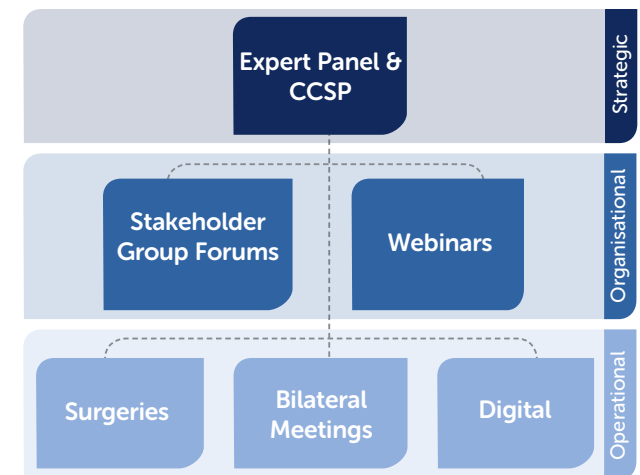 Expert Panel &
CCSP
Strategic
Stakeholder
Group Forums
Webinars
Organisational
Surgeries
Bilateral
Meetings
Digital
Operational